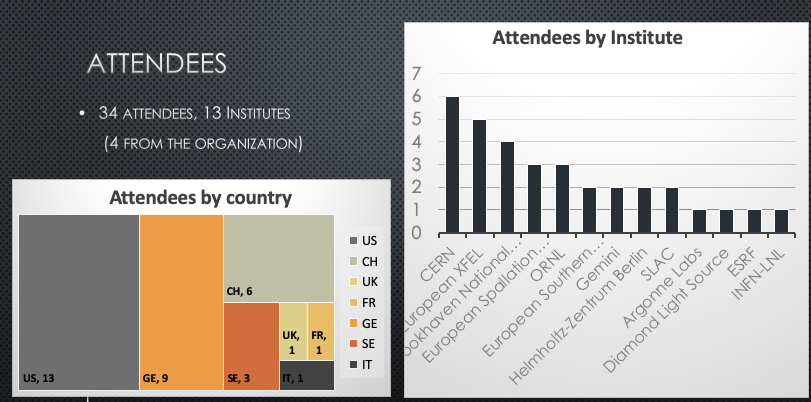 ATTENDEES
• 34 ATTENDEES, 13 INSTITUTES
(4 FROM THE ORGANIZATION)
Attendees by country
US, 13
GE, 9
CH, 6
SE, 3
UK,
1
FR,
1
IT, 1
US
CH
UK
FR
GE
SE
IT
Attendees by Institute
7
6
5
4
3
2
1
0
CERN
European XFEL
ookhaven National...
European Spallation...
ORNL
European Southern...
Gemini
Helmholtz-Zentrum Berlin
SLAC
Argonne Labs
Diamond Light Source
ESRF
INFN-LNL